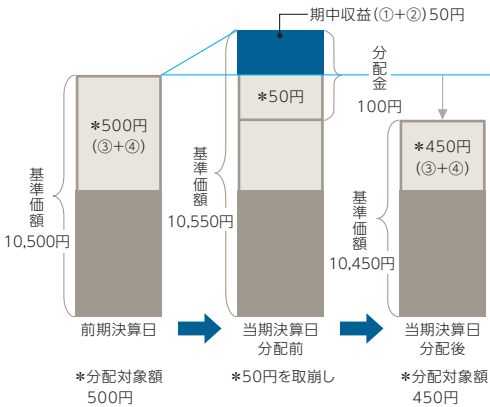 期中収益(①+②)50円
分配金
100円
*50円
*500円
(③+④)
*450円
(③+④)
基準価額
10,500円
基準価額
10,550円
基準価額
10,450円
前期決算日
当期決算日
分配前
当期決算日
分配後
*分配対象額
500円
*50円を取崩し
*分配対象額
450円